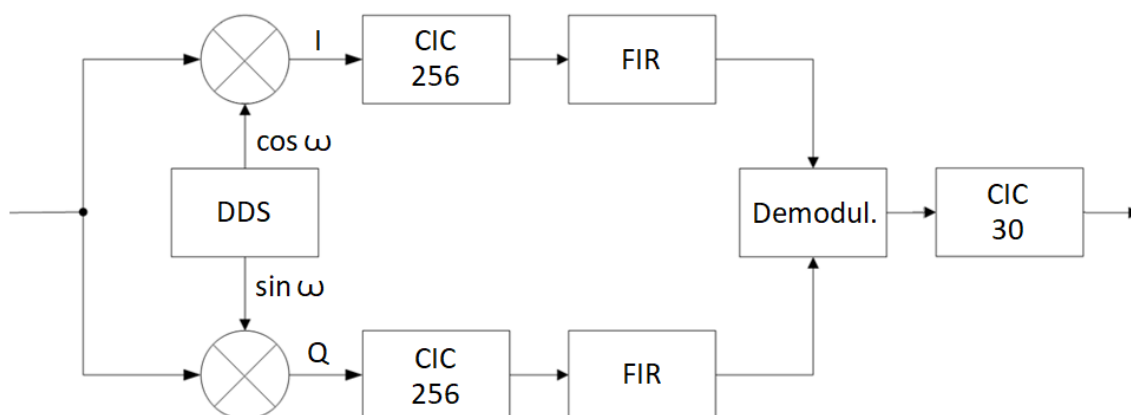 I
CIC
256
FIR
cos ω
DDS
Demodul.
CIC
30
sin ω
Q
CIC
256
FIR